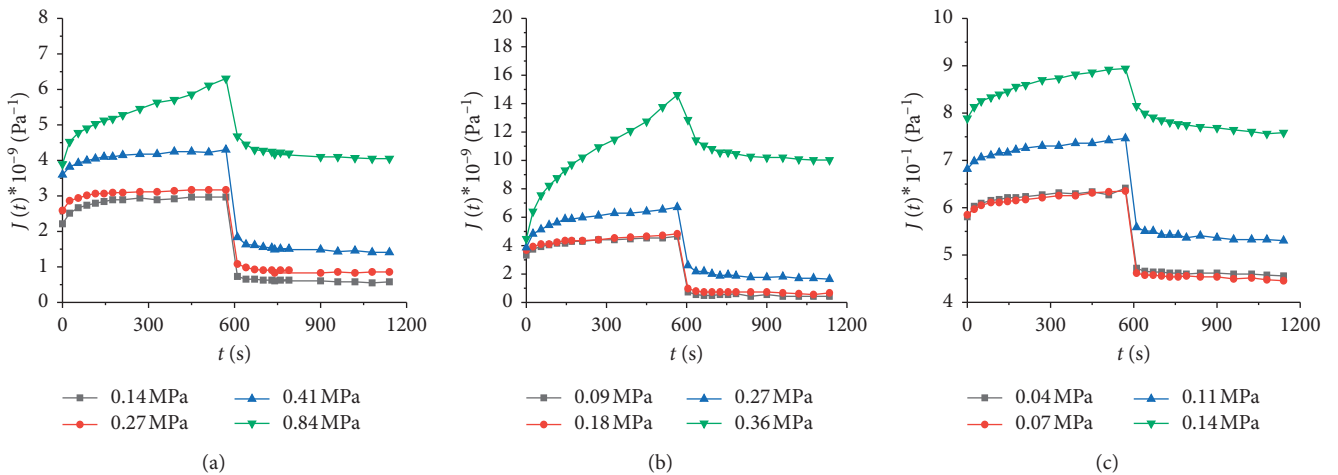 8
7
6
5
4
3
2
1
0
J (t)* 10⁻⁹ (Pa⁻¹)
0 300 600 900 1200
t (s)
0.14 MPa 0.41 MPa
0.27 MPa 0.84 MPa
(a)
20
18
16
14
12
10
8
6
4
2
0
J (t)* 10⁻⁹ (Pa⁻¹)
0 300 600 900 1200
t (s)
0.09 MPa 0.27 MPa
0.18 MPa 0.36 MPa
(b)
10
9
8
7
6
5
4
J (t)* 10⁻¹ (Pa⁻¹)
0 300 600 900 1200
t (s)
0.04 MPa 0.11 MPa
0.07 MPa 0.14 MPa
(c)